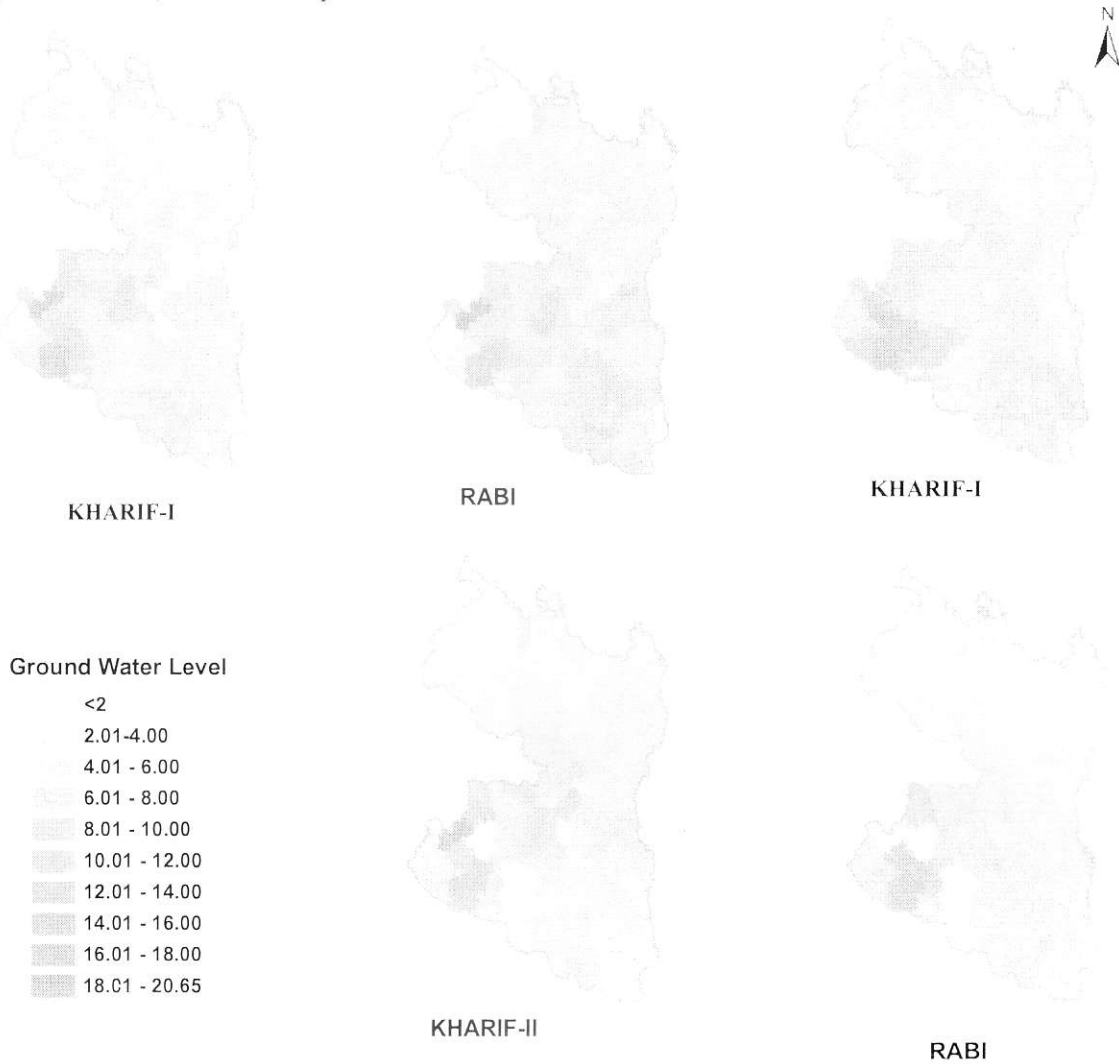 N
KHARIF-I
RABI
KHARIF-I
Ground Water Level
<2
2.01-4.00
4.01 - 6.00
6.01 - 8.00
8.01 - 10.00
10.01 - 12.00
12.01 - 14.00
14.01 - 16.00
16.01 - 18.00
18.01 - 20.65
KHARIF-II
RABI